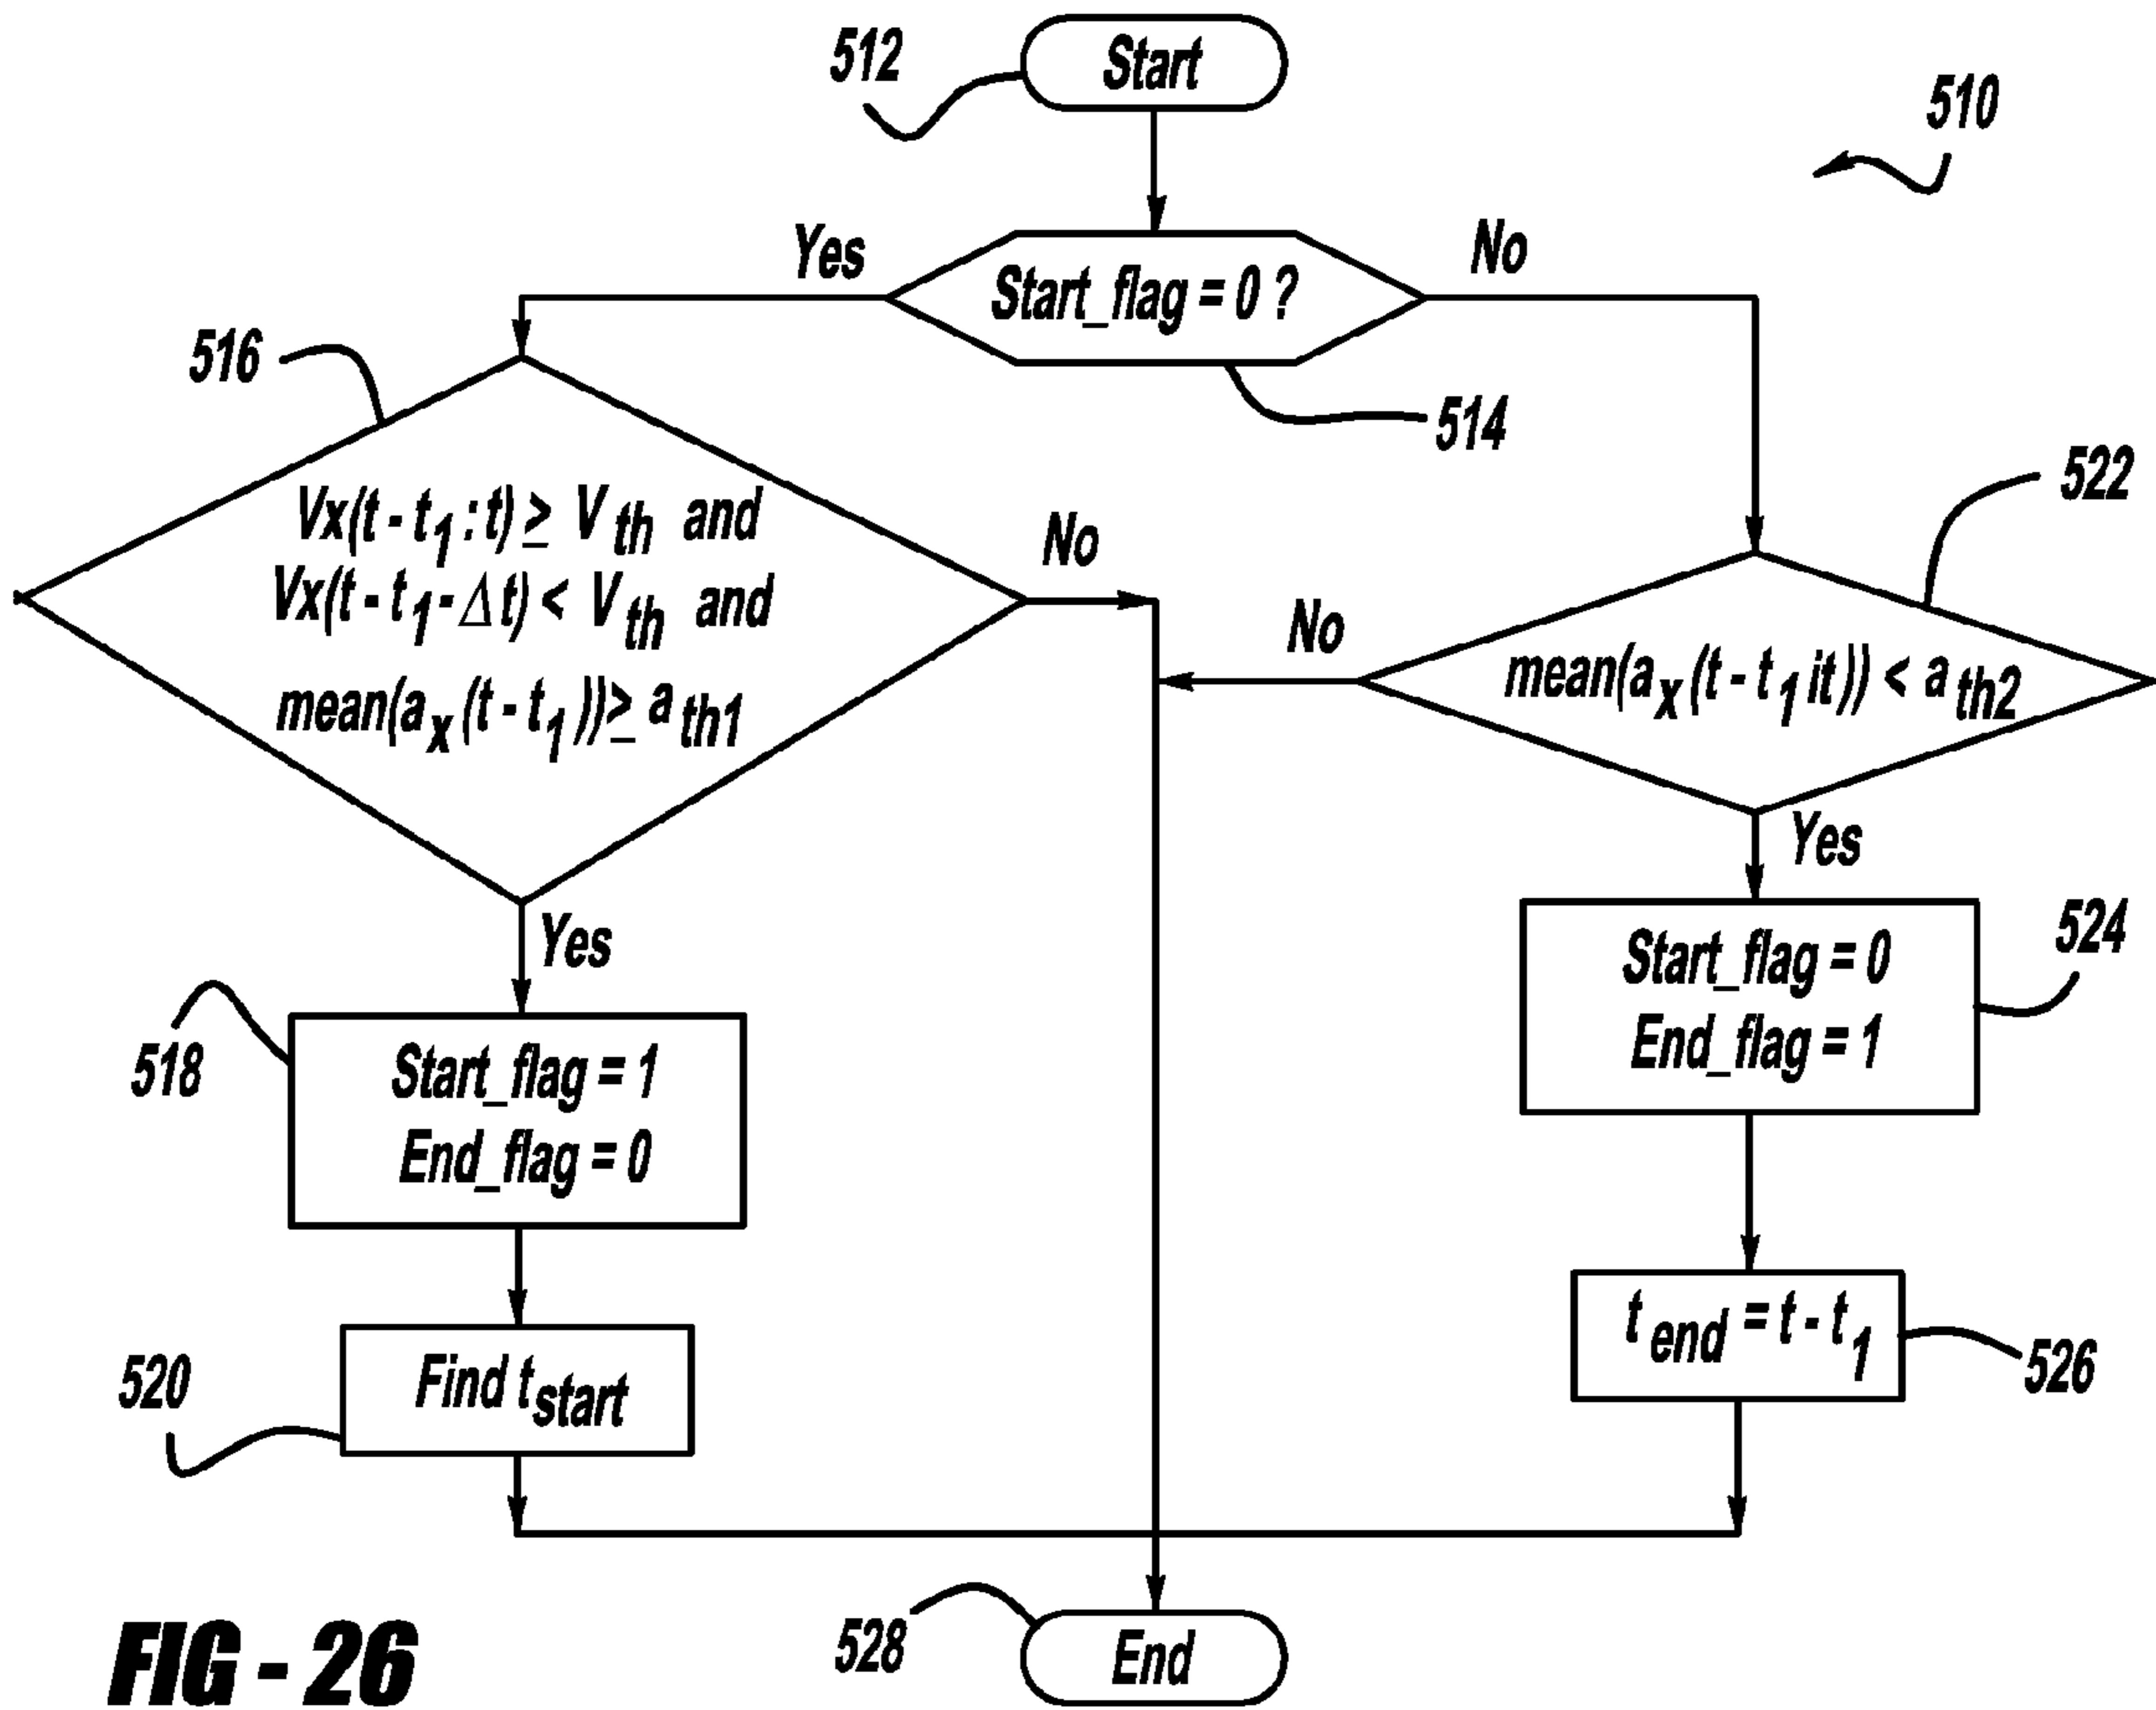 512
Start
510
Yes
No
Start_flag = 0 ?
516
514
522
Vx(t - t1 : t) ≥ Vth and
Vx(t - t1 - Δt) < Vth and
mean(ax (t - t1)) ≥ ath1
No
No
mean(ax (t - t1 it)) < ath2
Yes
Yes
518
Start_flag = 1
End_flag = 0
524
Start_flag = 0
End_flag = 1
520
Find tstart
tend = t - t1
526
528
End
FIG - 26